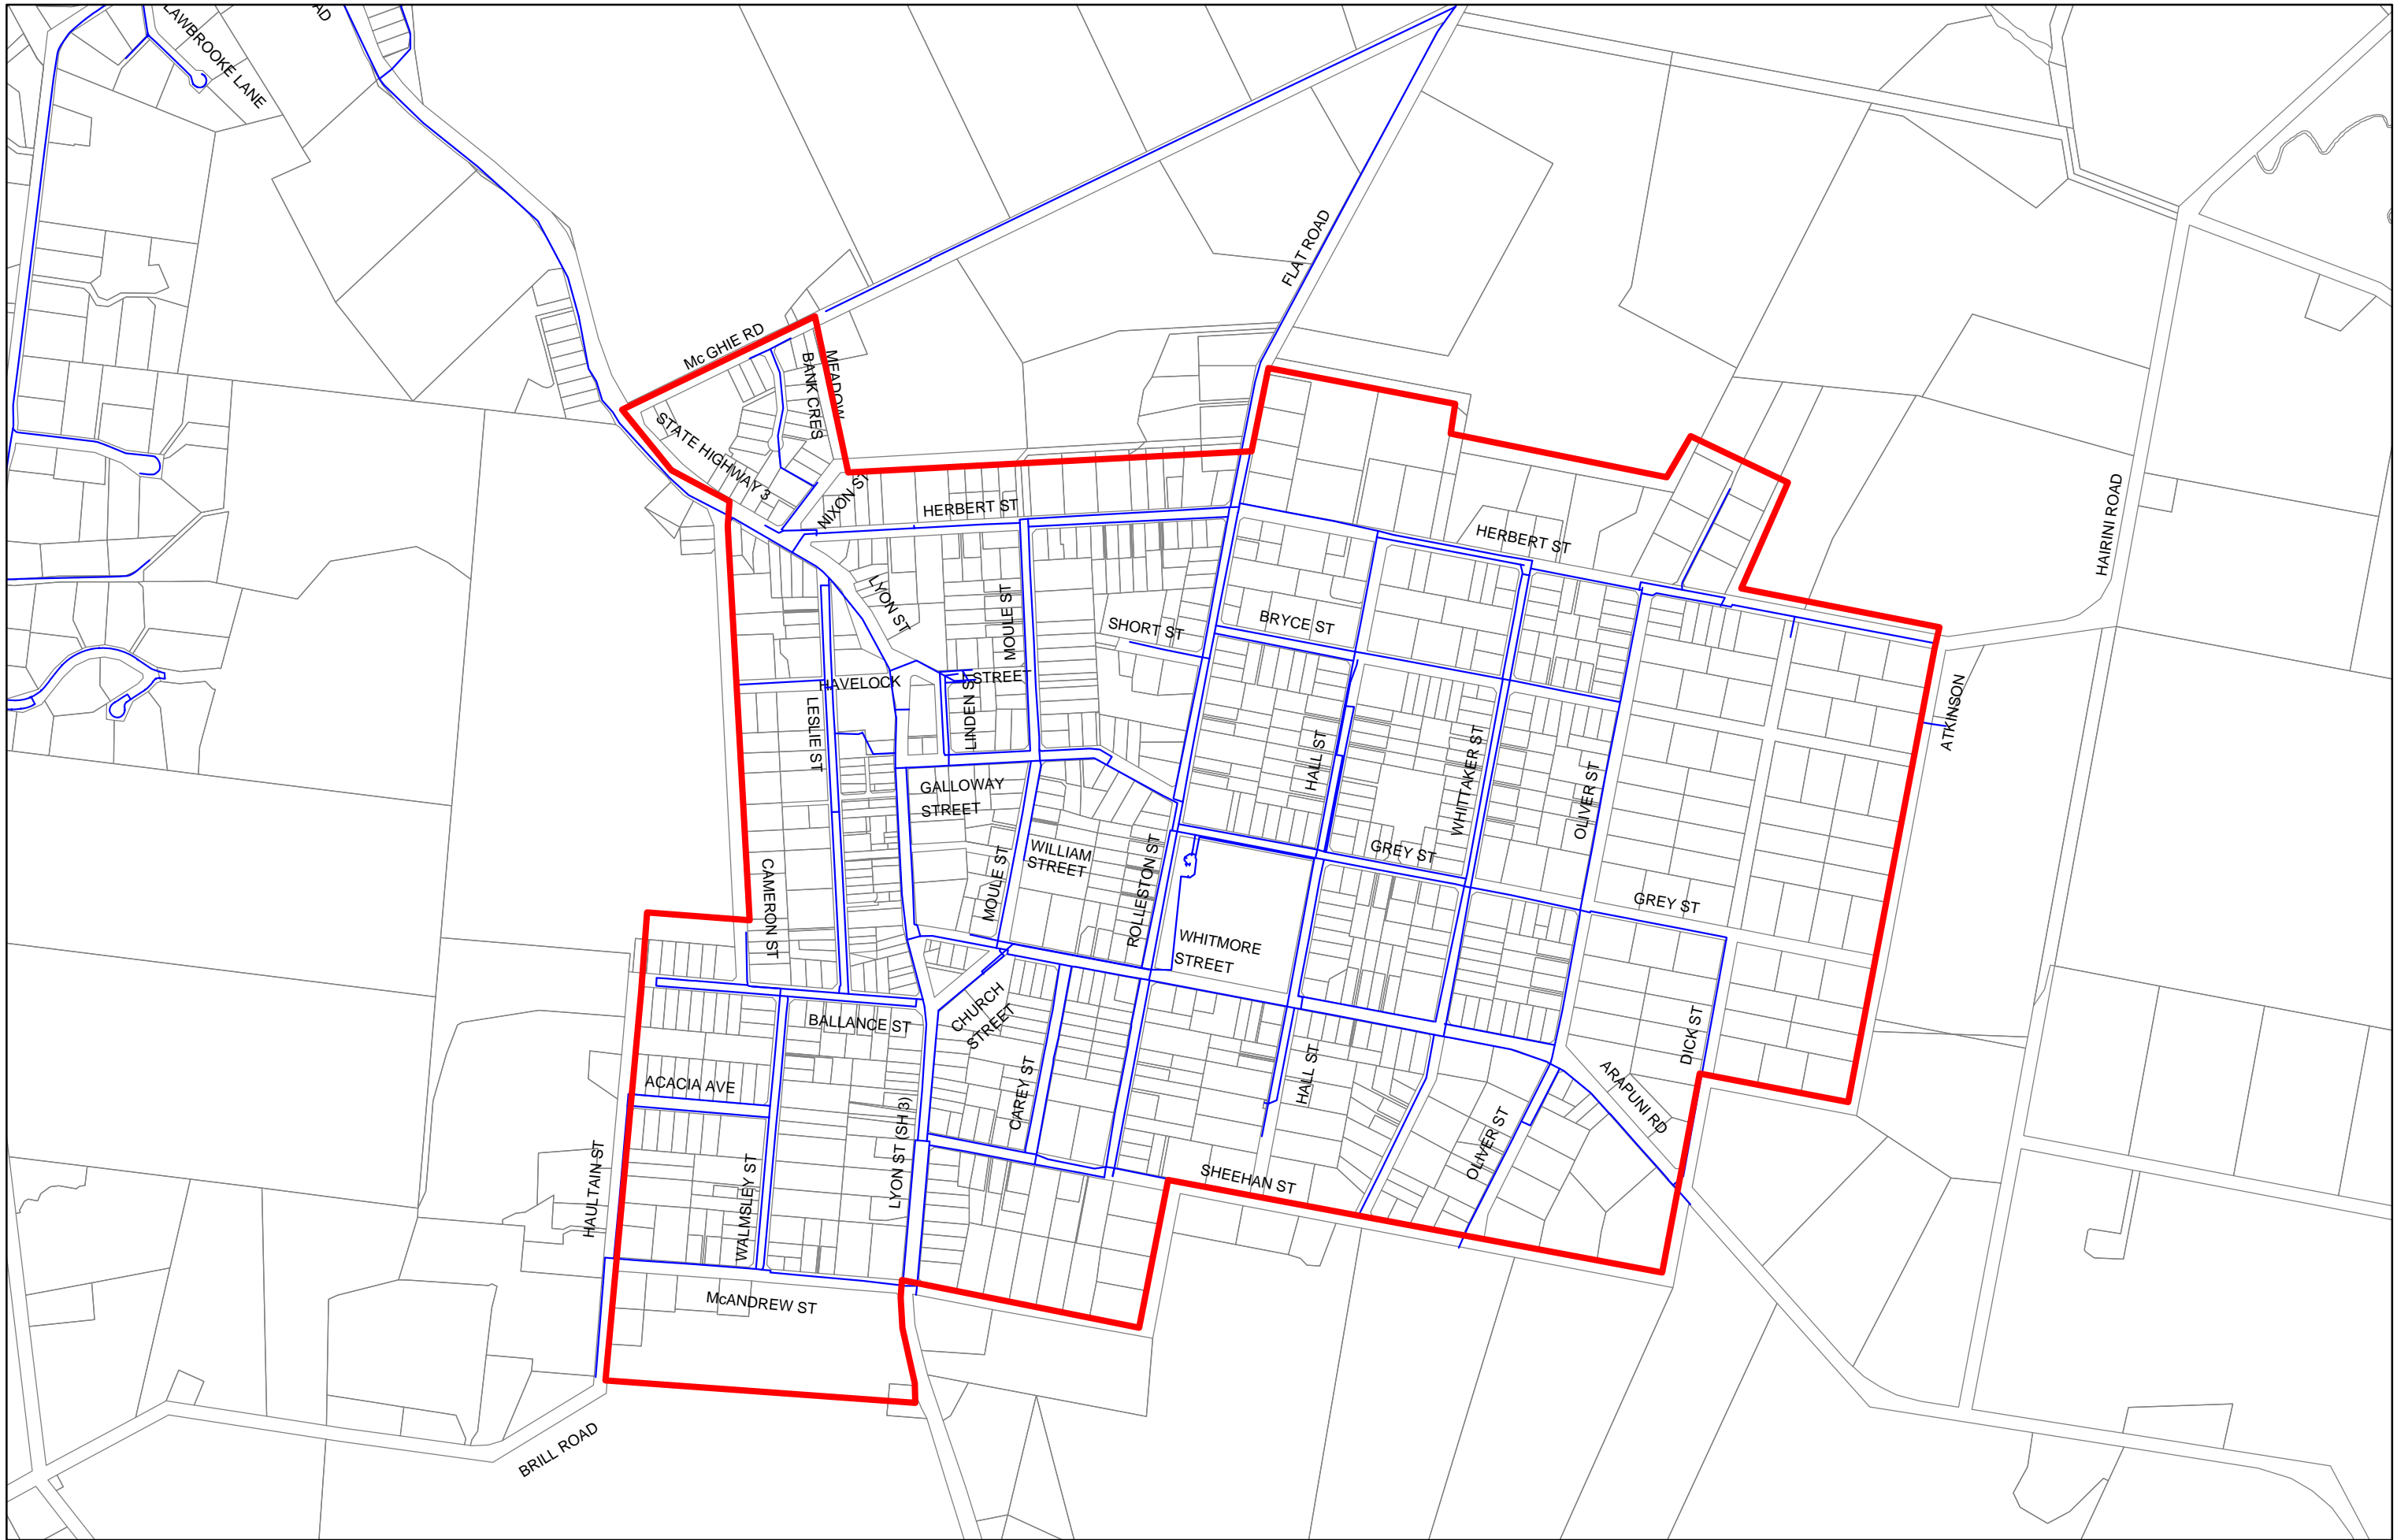 LAWBROOKE LANE
AD
FLAT ROAD
Mc GHIE RD
MEADOW
BANK CRES
STATE HIGHWAY 3
NIXON ST
HERBERT ST
HERBERT ST
HAIRINI ROAD
LYON ST
MOULE ST
SHORT ST
BRYCE ST
HAVELOCK
STREET
LINDEN ST
LESLIE ST
ATKINSON
HALL ST
WHITTAKER ST
OLIVER ST
GALLOWAY
STREET
WILLIAM
STREET
GREY ST
GREY ST
CAMERON ST
MOULE ST
ROLLESTON ST
WHITMORE
STREET
CHURCH
STREET
BALLANCE ST
DICK ST
ACACIA AVE
CAREY ST
HALL ST
ARAPUNI RD
LYON ST (SH 3)
OLIVER ST
HAULTAIN ST
WALMSLEY ST
SHEEHAN ST
McANDREW ST
BRILL ROAD